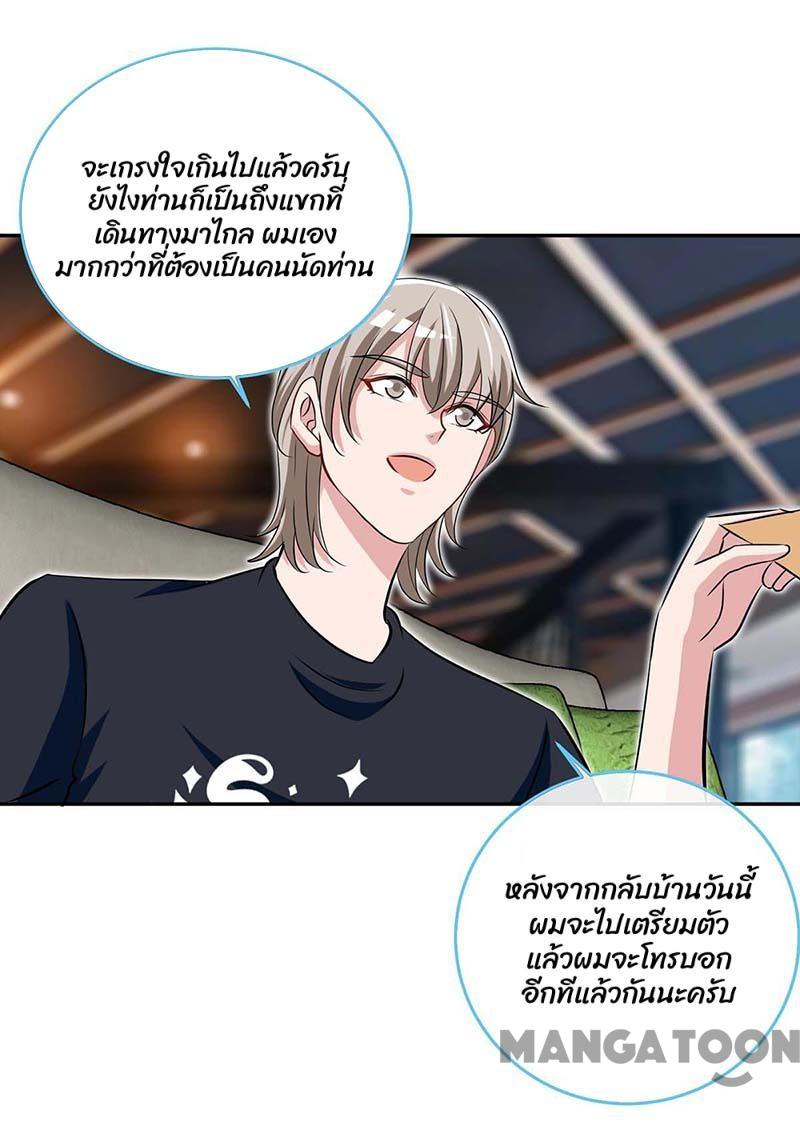 จะเกรงใจเกินไปแล้วครับ
ยังไงท่านก็เป็นถึงแขกที่
เดินทางมาไกล ผมเอง
มากกว่าที่ต้องเป็นคนนัดท่าน
หลังจากกลับบ้านวันนี้
ผมจะไปเตรียมตัว
แล้วผมจะโทรบอก
อีกทีแล้วกันนะครับ
MANGATOON